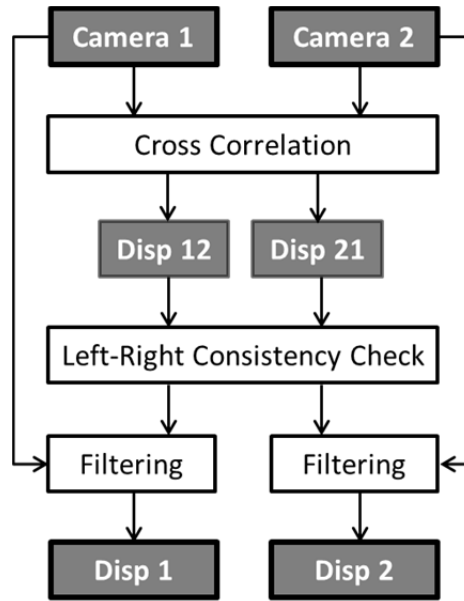 Camera 1
Camera 2
Cross Correlation
Disp 12
Disp 21
Left-Right Consistency Check
Filtering
Filtering
Disp 1
Disp 2